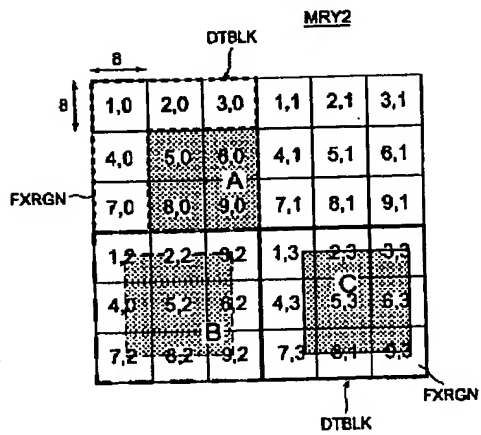 MRY2
DTBLK
8
8
1,0 2,0 3,0 1,1 2,1 3,1
4,0 5,0 6,0 4,1 5,1 6,1
A
FXRGN
7,0 8,0 9,0 7,1 8,1 9,1
1,2 2,2 3,2 1,3 2,3 3,3
C
4,0 5,2 6,2 4,3 5,3 6,3
B
7,2 8,2 9,2 7,3 8,1 9,3
FXRGN
DTBLK